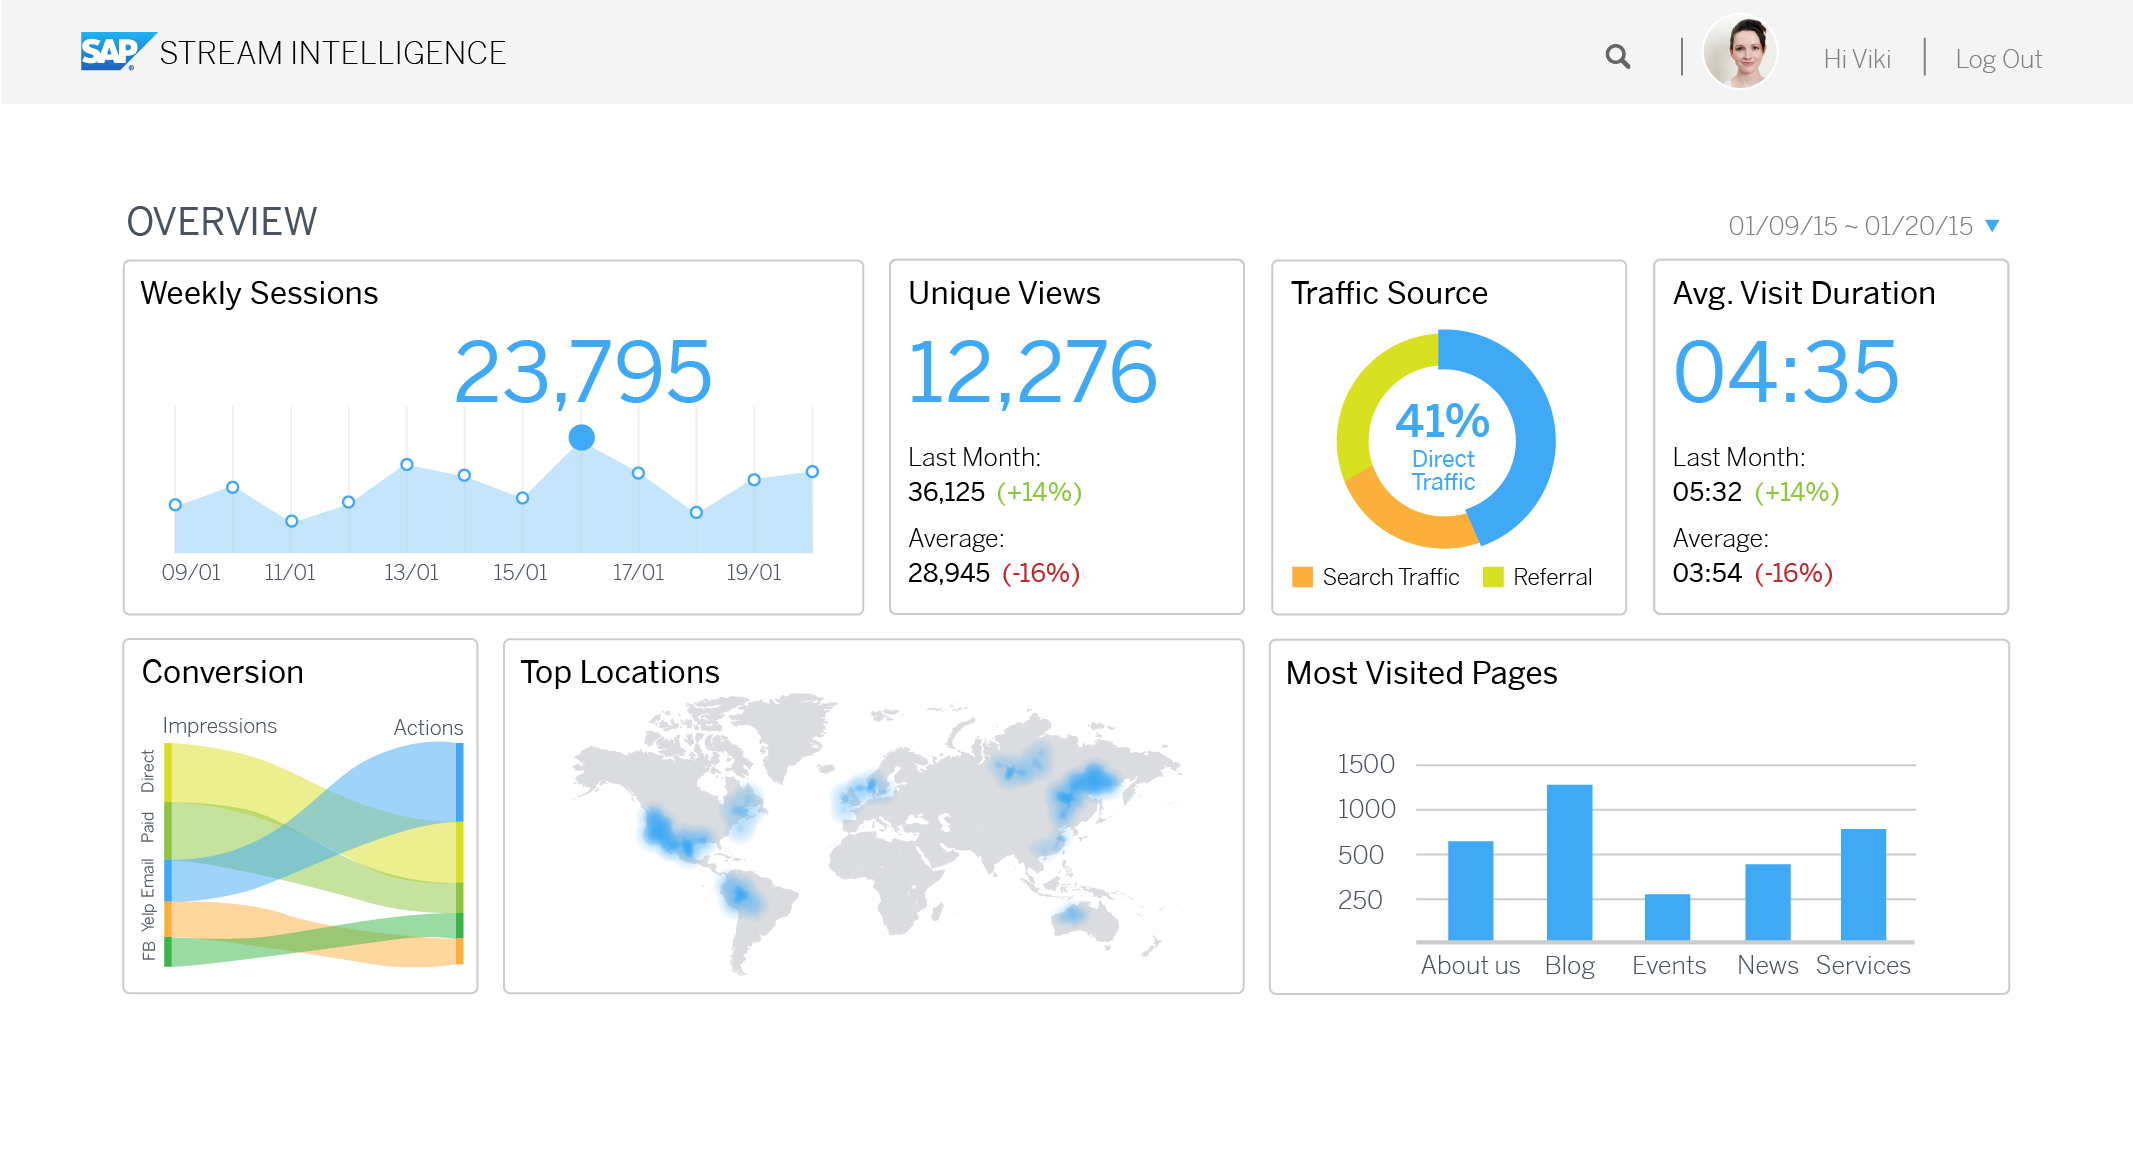 SAP® STREAM INTELLIGENCE
Hi Viki
Log Out
OVERVIEW
01/09/15 ~ 01/20/15
Weekly Sessions
23,795
09/01 11/01 13/01 15/01 17/01 19/01
Unique Views
12,276
Last Month:
36,125 (+14%)
Average:
28,945 (-16%)
Traffic Source
41%
Direct
Traffic
Search Traffic
Referral
Avg. Visit Duration
04:35
Last Month:
05:32 (+14%)
Average:
03:54 (-16%)
Conversion
Impressions
Actions
Direct
Paid
Email
Yelp
FB
Top Locations
Most Visited Pages
1500
1000
500
250
About us Blog Events News Services